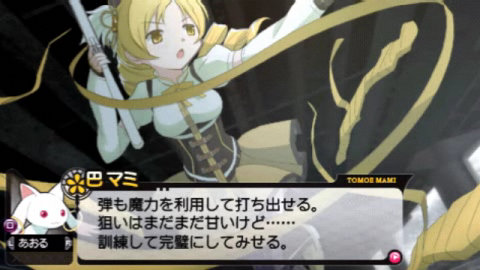 巴 マミ
TOMOE MAMI
弾も魔力を利用して打ち出せる。
狙いはまだまだ甘いけど……
訓練して完璧にしてみせる。
あおる